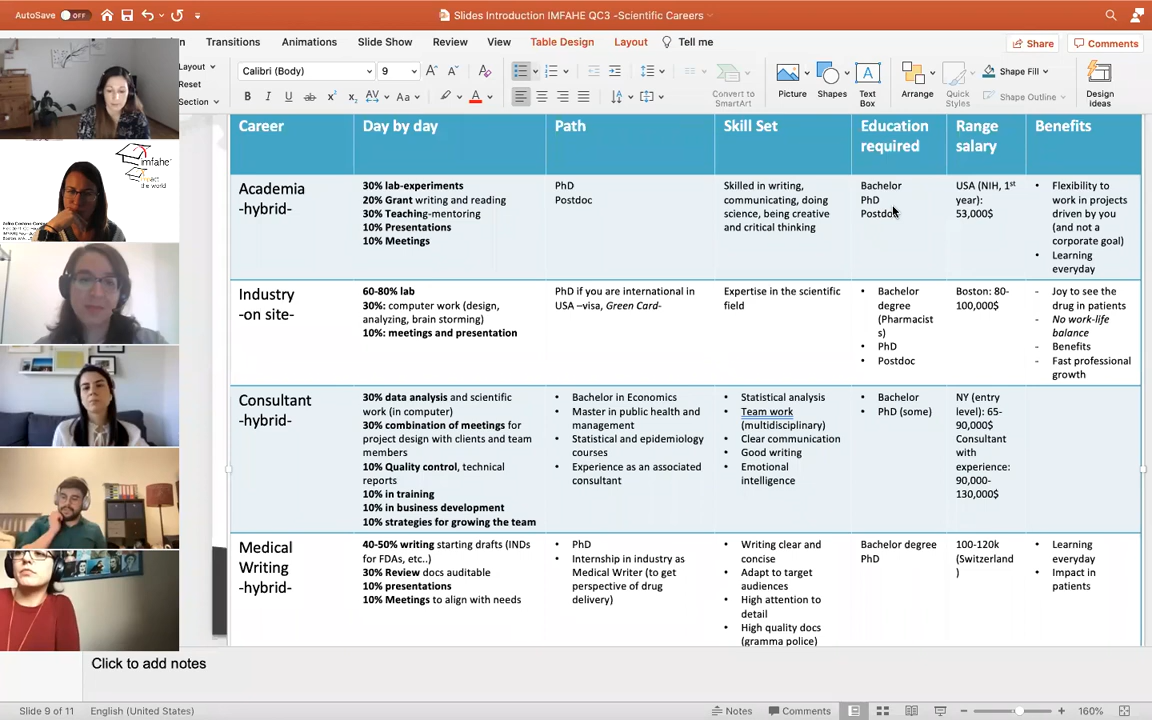 AutoSave OFF
Slides Introduction IMFAHE QC3 -Scientific Careers
Transitions Animations Slide Show Review View Table Design Layout Tell me
Share Comments
Layout
Reset
Section
Calibri (Body) 9
Convert to
SmartArt
Picture
Shapes
Text
Box
Arrange
Quick
Styles
Shape Fill
Shape Outline
Design
ideas
imfahe
the world
Career
Day by day
Path
Skill Set
Education
required
Range
salary
Benefits
Academia
-hybrid-
30% lab-experiments
20% Grant writing and reading
30% Teaching-mentoring
10% Presentations
10% Meetings
PhD
Postdoc
Skilled in writing,
communicating, doing
science, being creative
and critical thinking
Bachelor
PhD
Postdoc
USA (NIH, 1st
year):
53,000$
• Flexibility to
work in projects
driven by you
(and not a
corporate goal)
• Learning
everyday
Industry
-on site-
60-80% lab
30%: computer work (design,
analyzing, brain storming)
10%: meetings and presentation
PhD if you are international in
USA –visa, Green Card-
Expertise in the scientific
field
• Bachelor
degree
(Pharmacist
s)
• PhD
• Postdoc
Boston: 80-
100,000$
- Joy to see the
drug in patients
- No work-life
balance
- Benefits
- Fast professional
growth
Consultant
-hybrid-
30% data analysis and scientific
work (in computer)
30% combination of meetings for
project design with clients and team
members
10% Quality control, technical
reports
10% in training
10% in business development
10% strategies for growing the team
• Bachelor in Economics
• Master in public health and
management
• Statistical and epidemiology
courses
• Experience as an associated
consultant
• Statistical analysis
• Team work
(multidisciplinary)
• Clear communication
• Good writing
• Emotional
intelligence
• Bachelor
• PhD (some)
NY (entry
level): 65-
90,000$
Consultant
with
experience:
90,000-
130,000$
Medical
Writing
-hybrid-
40-50% writing starting drafts (INDs
for FDAs, etc..)
30% Review docs auditable
10% presentations
10% Meetings to align with needs
• PhD
• Internship in industry as
Medical Writer (to get
perspective of drug
delivery)
• Writing clear and
concise
• Adapt to target
audiences
• High attention to
detail
• High quality docs
(gramma police)
Bachelor degree
PhD
100-120k
(Switzerland
)
• Learning
everyday
• Impact in
patients
Click to add notes
Slide 9 of 11 English (United States) Notes Comments 160%